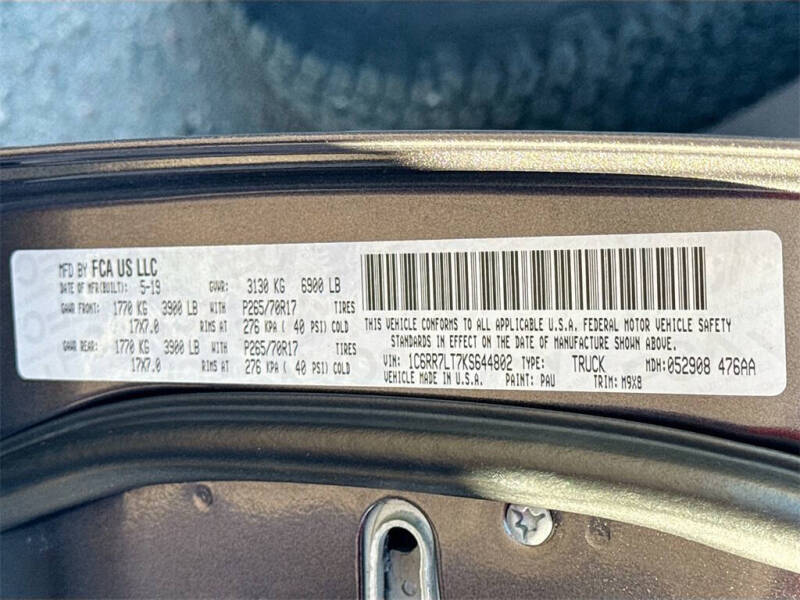 MFD BY FCA US LLC
DATE OF MFR(BUILT): 5-19 GVWR: 3130 KG 6900 LB
GAWR FRONT: 1770 KG 3900 LB WITH P265/70R17 TIRES
17X7.0 RIMS AT 276 KPA ( 40 PSI) COLD
GAWR REAR: 1770 KG 3900 LB WITH P265/70R17 TIRES
17X7.0 RIMS AT 276 KPA ( 40 PSI) COLD
THIS VEHICLE CONFORMS TO ALL APPLICABLE U.S.A. FEDERAL MOTOR VEHICLE SAFETY
STANDARDS IN EFFECT ON THE DATE OF MANUFACTURE SHOWN ABOVE.
VIN: 1C6RR7LT7KS644802 TYPE: TRUCK MDH:052908 476AA
VEHICLE MADE IN U.S.A. PAINT: PAU TRIM: M9X8